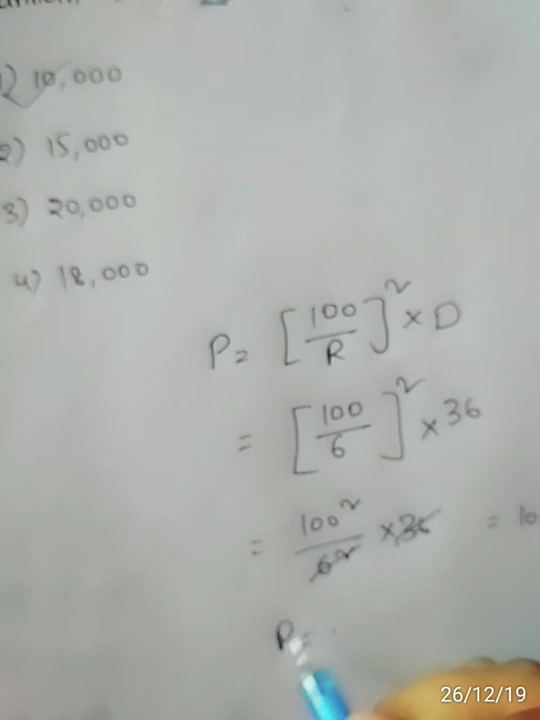 1) 10,000
2) 15,000
3) 20,000
4) 18,000
P= [100/R]² × D
= [100/6]² × 36
= 100²/6² × 36 = 10
P=
26/12/19